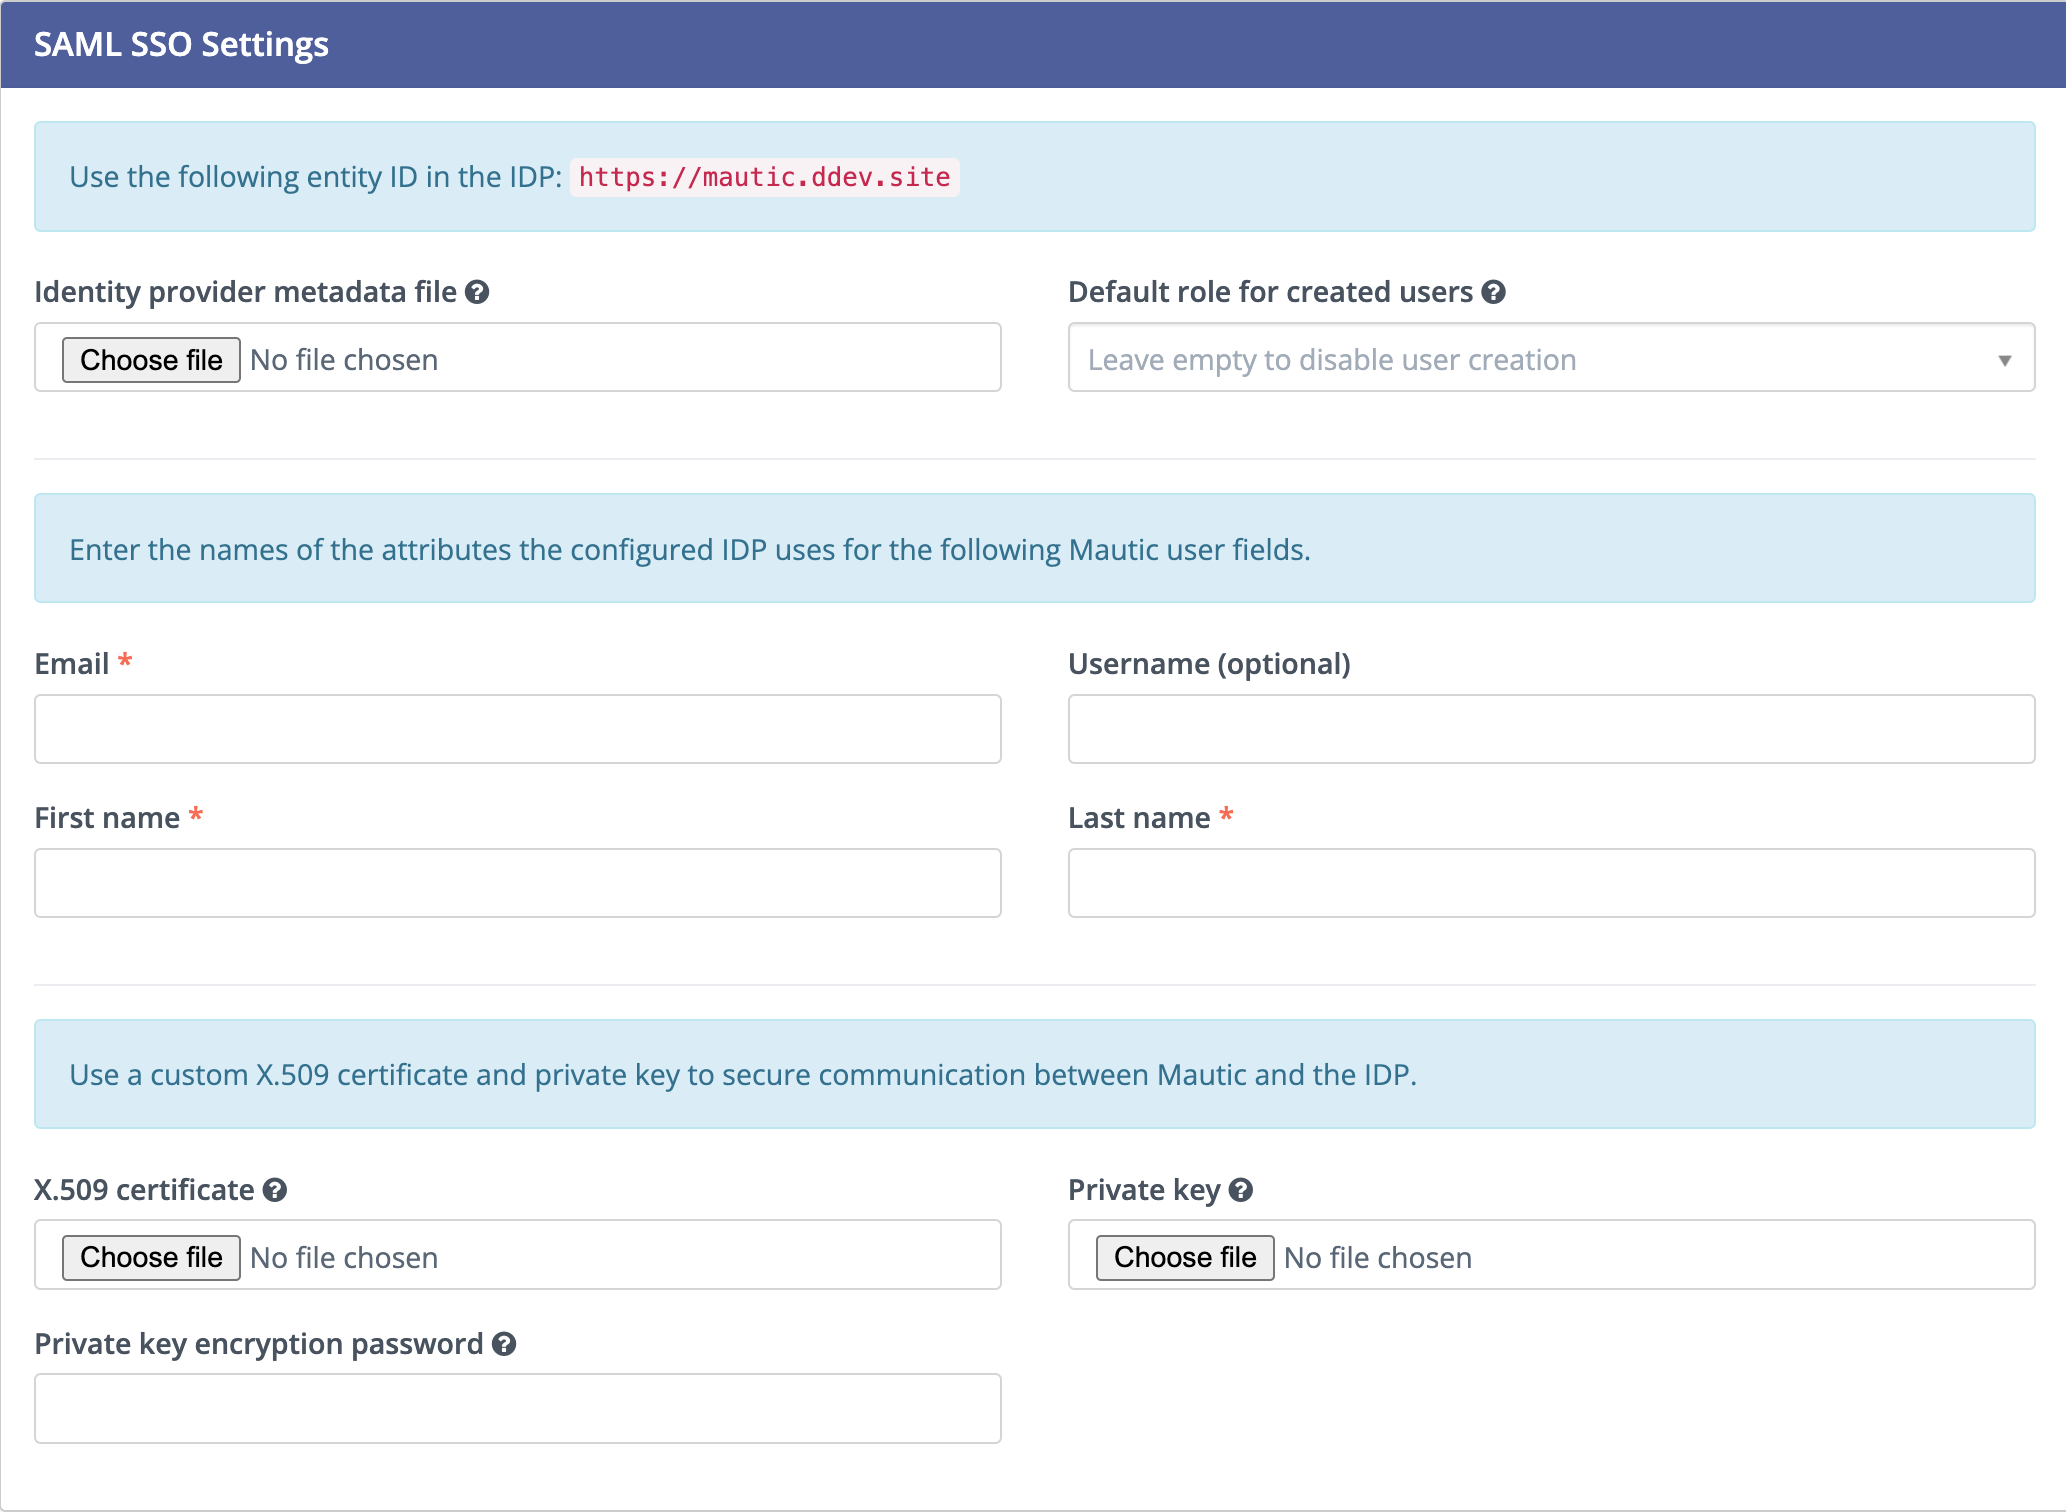 SAML SSO Settings
Use the following entity ID in the IDP: https://mautic.ddev.site
Identity provider metadata file
Default role for created users
Choose file No file chosen
Leave empty to disable user creation
Enter the names of the attributes the configured IDP uses for the following Mautic user fields.
Email *
Username (optional)
First name *
Last name *
Use a custom X.509 certificate and private key to secure communication between Mautic and the IDP.
X.509 certificate
Private key
Choose file No file chosen
Choose file No file chosen
Private key encryption password